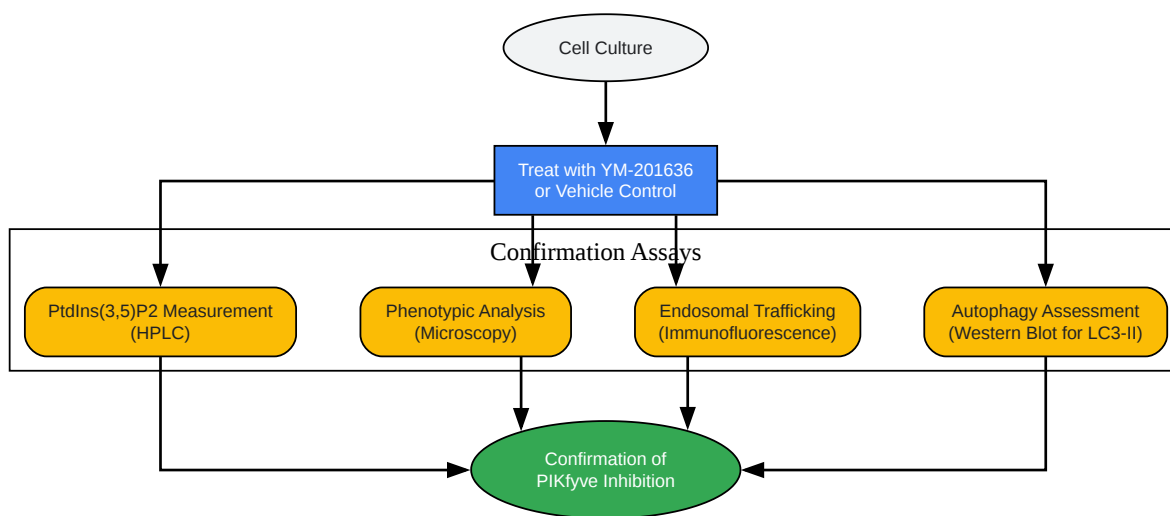 Cell Culture
Treat with YM-201636
or Vehicle Control
Confirmation Assays
PtdIns(3,5)P2 Measurement
(HPLC)
Phenotypic Analysis
(Microscopy)
Endosomal Trafficking
(Immunofluorescence)
Autophagy Assessment
(Western Blot for LC3-II)
Confirmation of
PIKfyve Inhibition